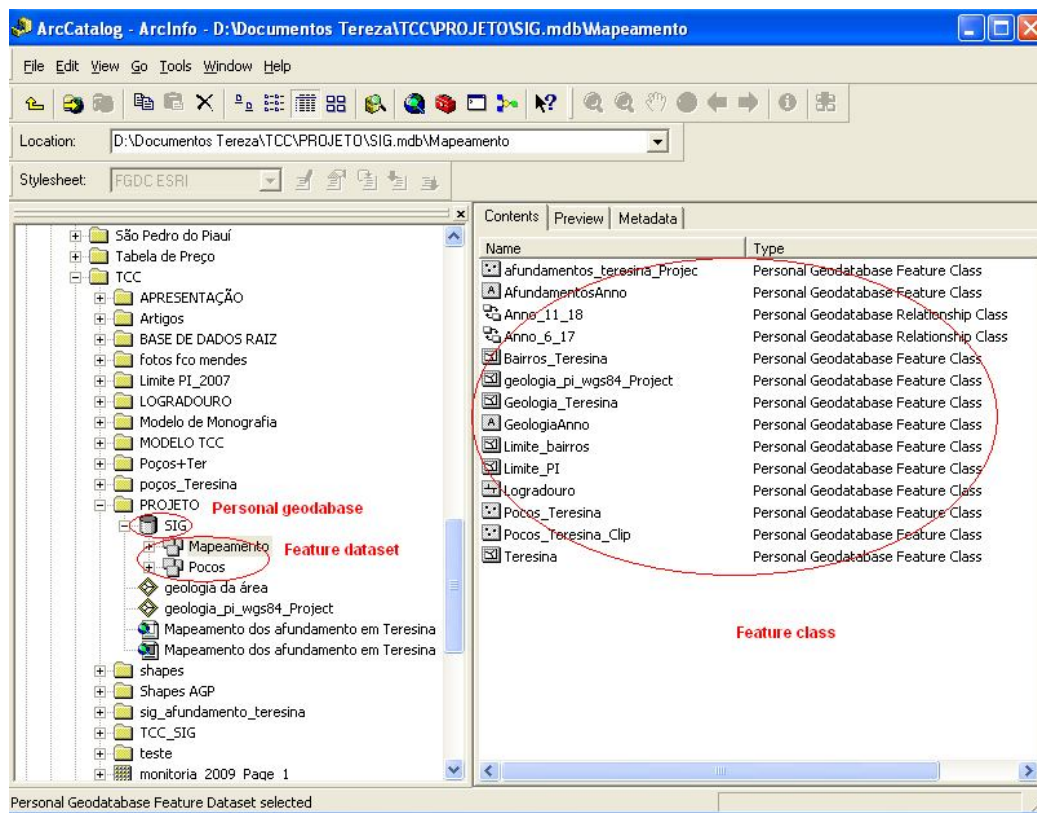 ArcCatalog - ArcInfo - D:\Documentos Tereza\TCC\PROJETO\SIG.mdb\Mapeamento
File Edit View Go Tools Window Help
Location: D:\Documentos Tereza\TCC\PROJETO\SIG.mdb\Mapeamento
Stylesheet: FGDC ESRI
São Pedro do Piauí
Tabela de Preço
TCC
APRESENTAÇÃO
Artigos
BASE DE DADOS RAIZ
fotos fco mendes
Limite PI_2007
LOGRADOURO
Modelo de Monografia
MODELO TCC
Poços+Ter
poços_Teresina
PROJETO Personal geodabase
SIG
Mapeamento Feature dataset
Pocos
geologia da área
geologia_pi_wgs84_Project
Mapeamento dos afundamento em Teresina
Mapeamento dos afundamento em Teresina
shapes
Shapes AGP
sig_afundamento_teresina
TCC_SIG
teste
monitoria_2009_Page_1
Contents Preview Metadata
Name Type
afundamentos_teresina_Projec Personal Geodatabase Feature Class
AfundamentosAnno Personal Geodatabase Feature Class
Anno_11_18 Personal Geodatabase Relationship Class
Anno_6_17 Personal Geodatabase Relationship Class
Bairros_Teresina Personal Geodatabase Feature Class
geologia_pi_wgs84_Project Personal Geodatabase Feature Class
Geologia_Teresina Personal Geodatabase Feature Class
GeologiaAnno Personal Geodatabase Feature Class
Limite_bairros Personal Geodatabase Feature Class
Limite_PI Personal Geodatabase Feature Class
Logradouro Personal Geodatabase Feature Class
Pocos_Teresina Personal Geodatabase Feature Class
Pocos_Teresina_Clip Personal Geodatabase Feature Class
Teresina Personal Geodatabase Feature Class
Feature class
Personal Geodatabase Feature Dataset selected